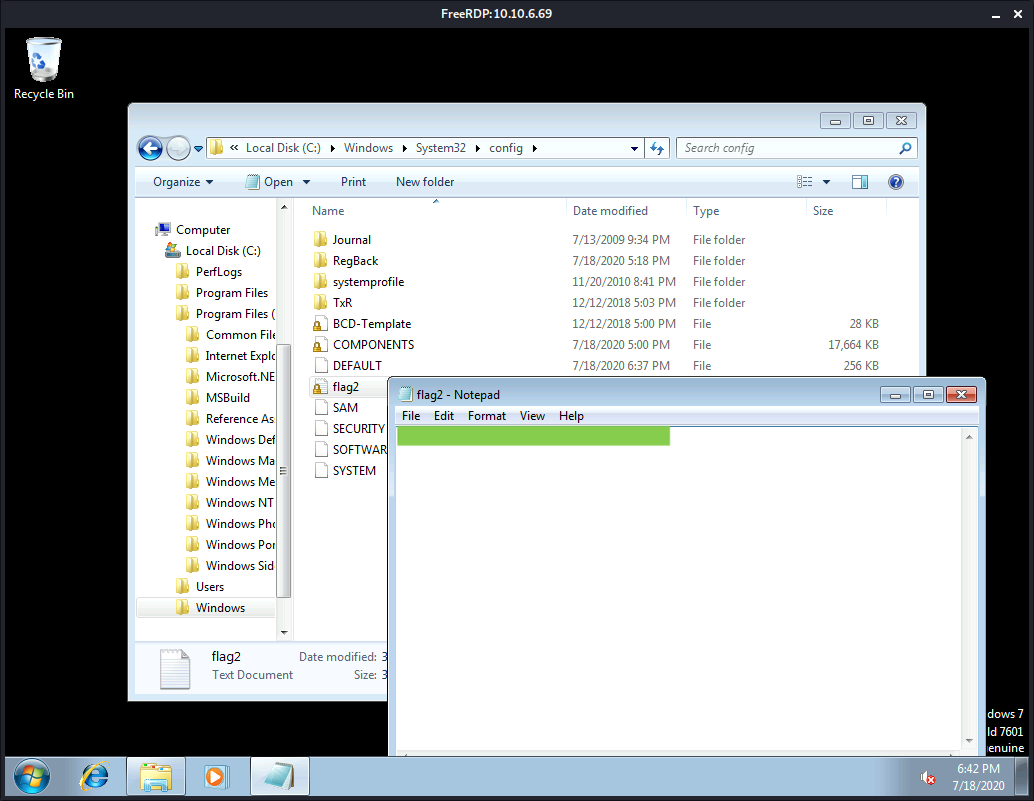 FreeRDP:10.10.6.69
Recycle Bin
« Local Disk (C:) Windows System32 config
Search config
Organize Open Print New folder
Name Date modified Type Size
Computer
Local Disk (C:)
PerfLogs
Program Files
Program Files (
Common File
Internet Explo
Microsoft.NE
MSBuild
Reference Ass
Windows Def
Windows Ma
Windows Me
Windows NT
Windows Pho
Windows Por
Windows Sid
Users
Windows
Journal 7/13/2009 9:34 PM File folder
RegBack 7/18/2020 5:18 PM File folder
systemprofile 11/20/2010 8:41 PM File folder
TxR 12/12/2018 5:03 PM File folder
BCD-Template 12/12/2018 5:00 PM File 28 KB
COMPONENTS 7/18/2020 5:00 PM File 17,664 KB
DEFAULT 7/18/2020 6:37 PM File 256 KB
flag2
SAM
SECURITY
SOFTWAR
SYSTEM
flag2 - Notepad
File Edit Format View Help
flag2 Date modified: 3
Text Document Size: 3
dows 7
ld 7601
enuine
6:42 PM
7/18/2020